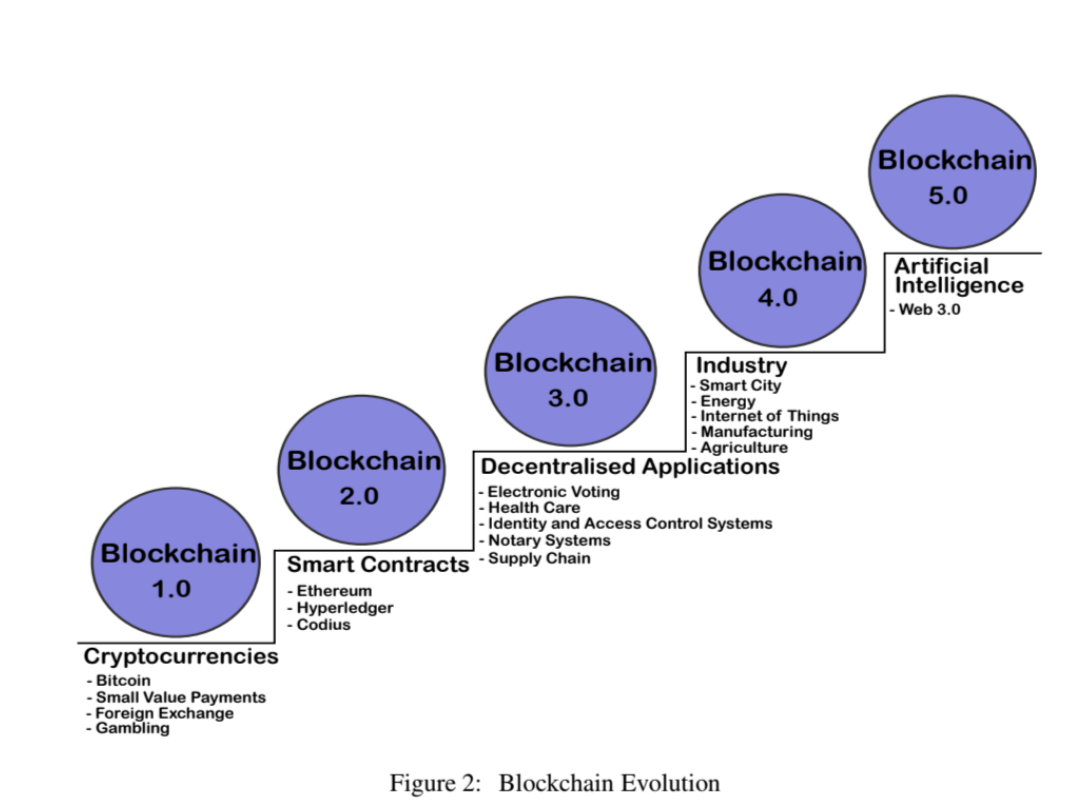 Blockchain
1.0
Cryptocurrencies
- Bitcoin
- Small Value Payments
- Foreign Exchange
- Gambling
Blockchain
2.0
Smart Contracts
- Ethereum
- Hyperledger
- Codius
Blockchain
3.0
Decentralised Applications
- Electronic Voting
- Health Care
- Identity and Access Control Systems
- Notary Systems
- Supply Chain
Blockchain
4.0
Industry
- Smart City
- Energy
- Internet of Things
- Manufacturing
- Agriculture
Blockchain
5.0
Artificial
Intelligence
- Web 3.0
Figure 2: Blockchain Evolution